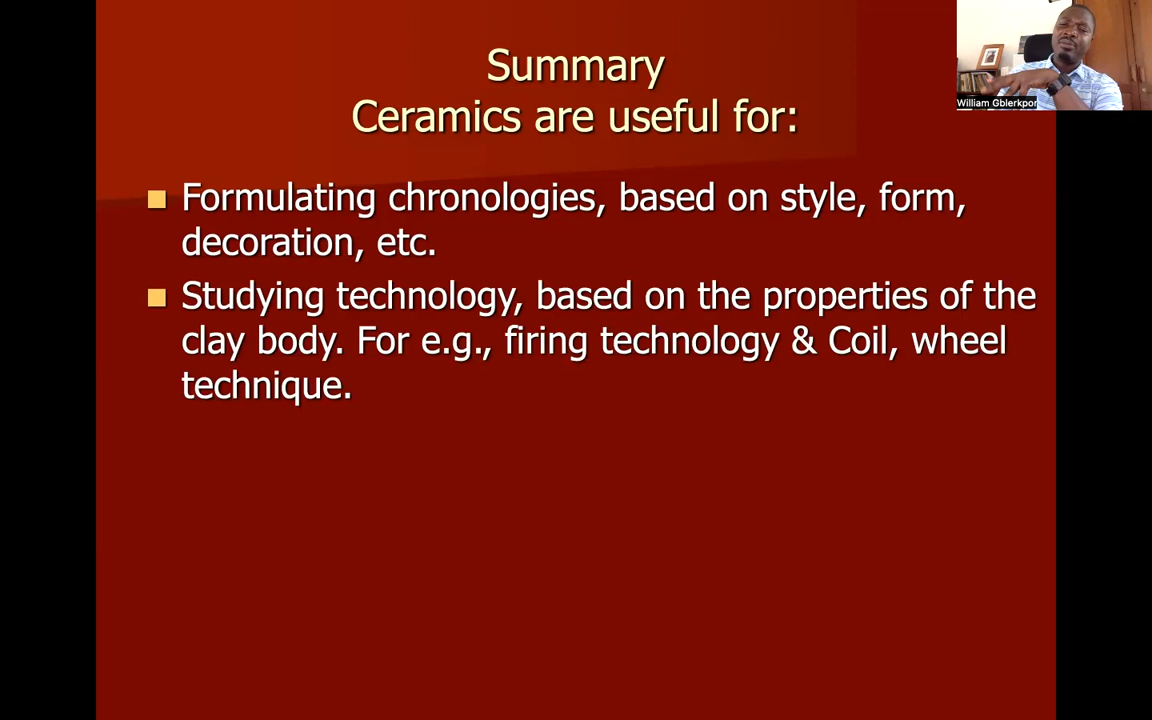 Summary
Ceramics are useful for:
William Gblerkpor
Formulating chronologies, based on style, form,
decoration, etc.
Studying technology, based on the properties of the
clay body. For e.g., firing technology & Coil, wheel
technique.